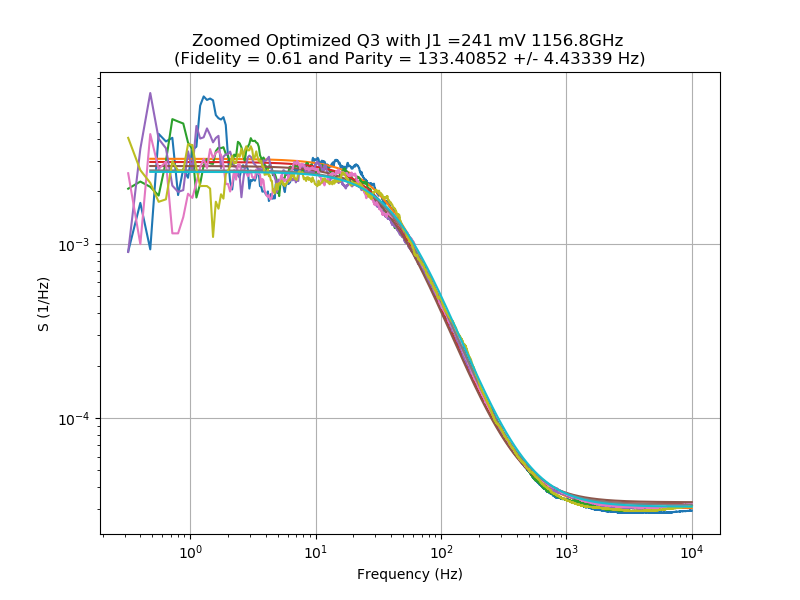 Zoomed Optimized Q3 with J1 =241 mV 1156.8GHz
(Fidelity = 0.61 and Parity = 133.40852 +/- 4.43339 Hz)
S (1/Hz)
10⁻³
10⁻⁴
10⁰ 10¹ 10² 10³ 10⁴
Frequency (Hz)